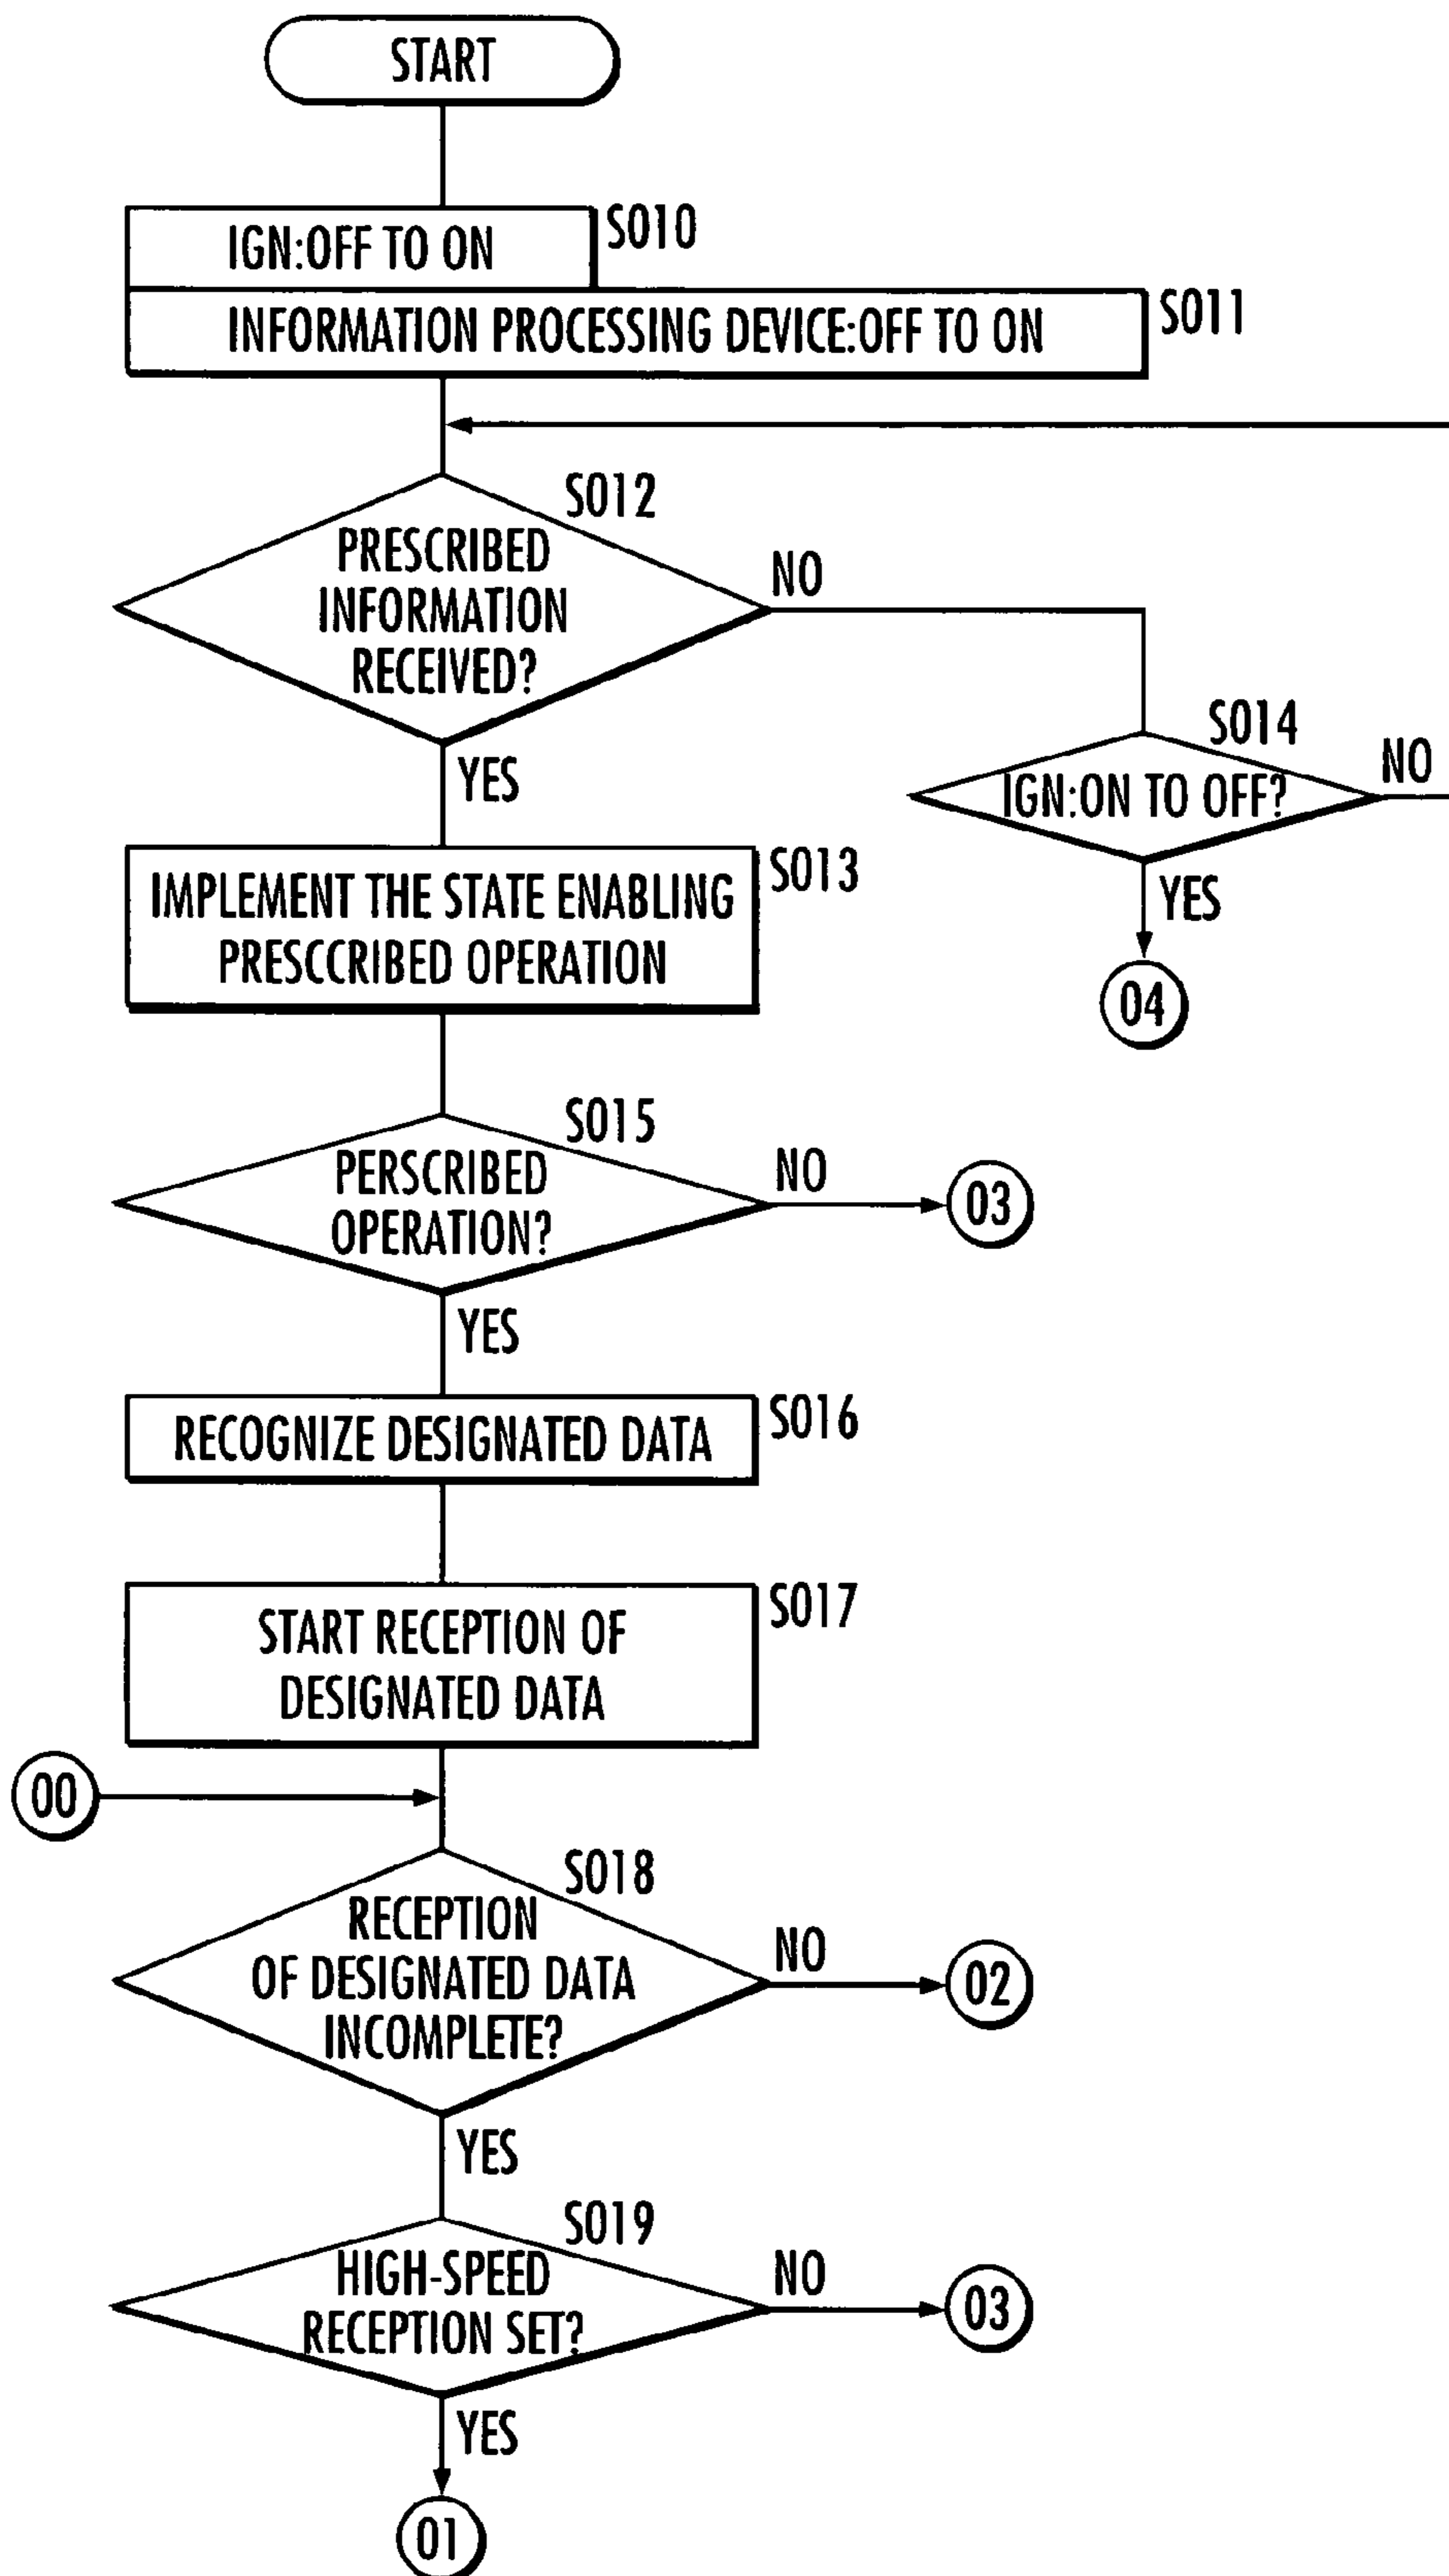 START
IGN:OFF TO ON
S010
INFORMATION PROCESSING DEVICE:OFF TO ON
S011
S012
PRESCRIBED
INFORMATION
RECEIVED?
NO
YES
S014
IGN:ON TO OFF?
NO
YES
04
IMPLEMENT THE STATE ENABLING
PRESCCRIBED OPERATION
S013
S015
PERSCRIBED
OPERATION?
NO
03
YES
RECOGNIZE DESIGNATED DATA
S016
START RECEPTION OF
DESIGNATED DATA
S017
00
S018
RECEPTION
OF DESIGNATED DATA
INCOMPLETE?
NO
02
YES
S019
HIGH-SPEED
RECEPTION SET?
NO
03
YES
01